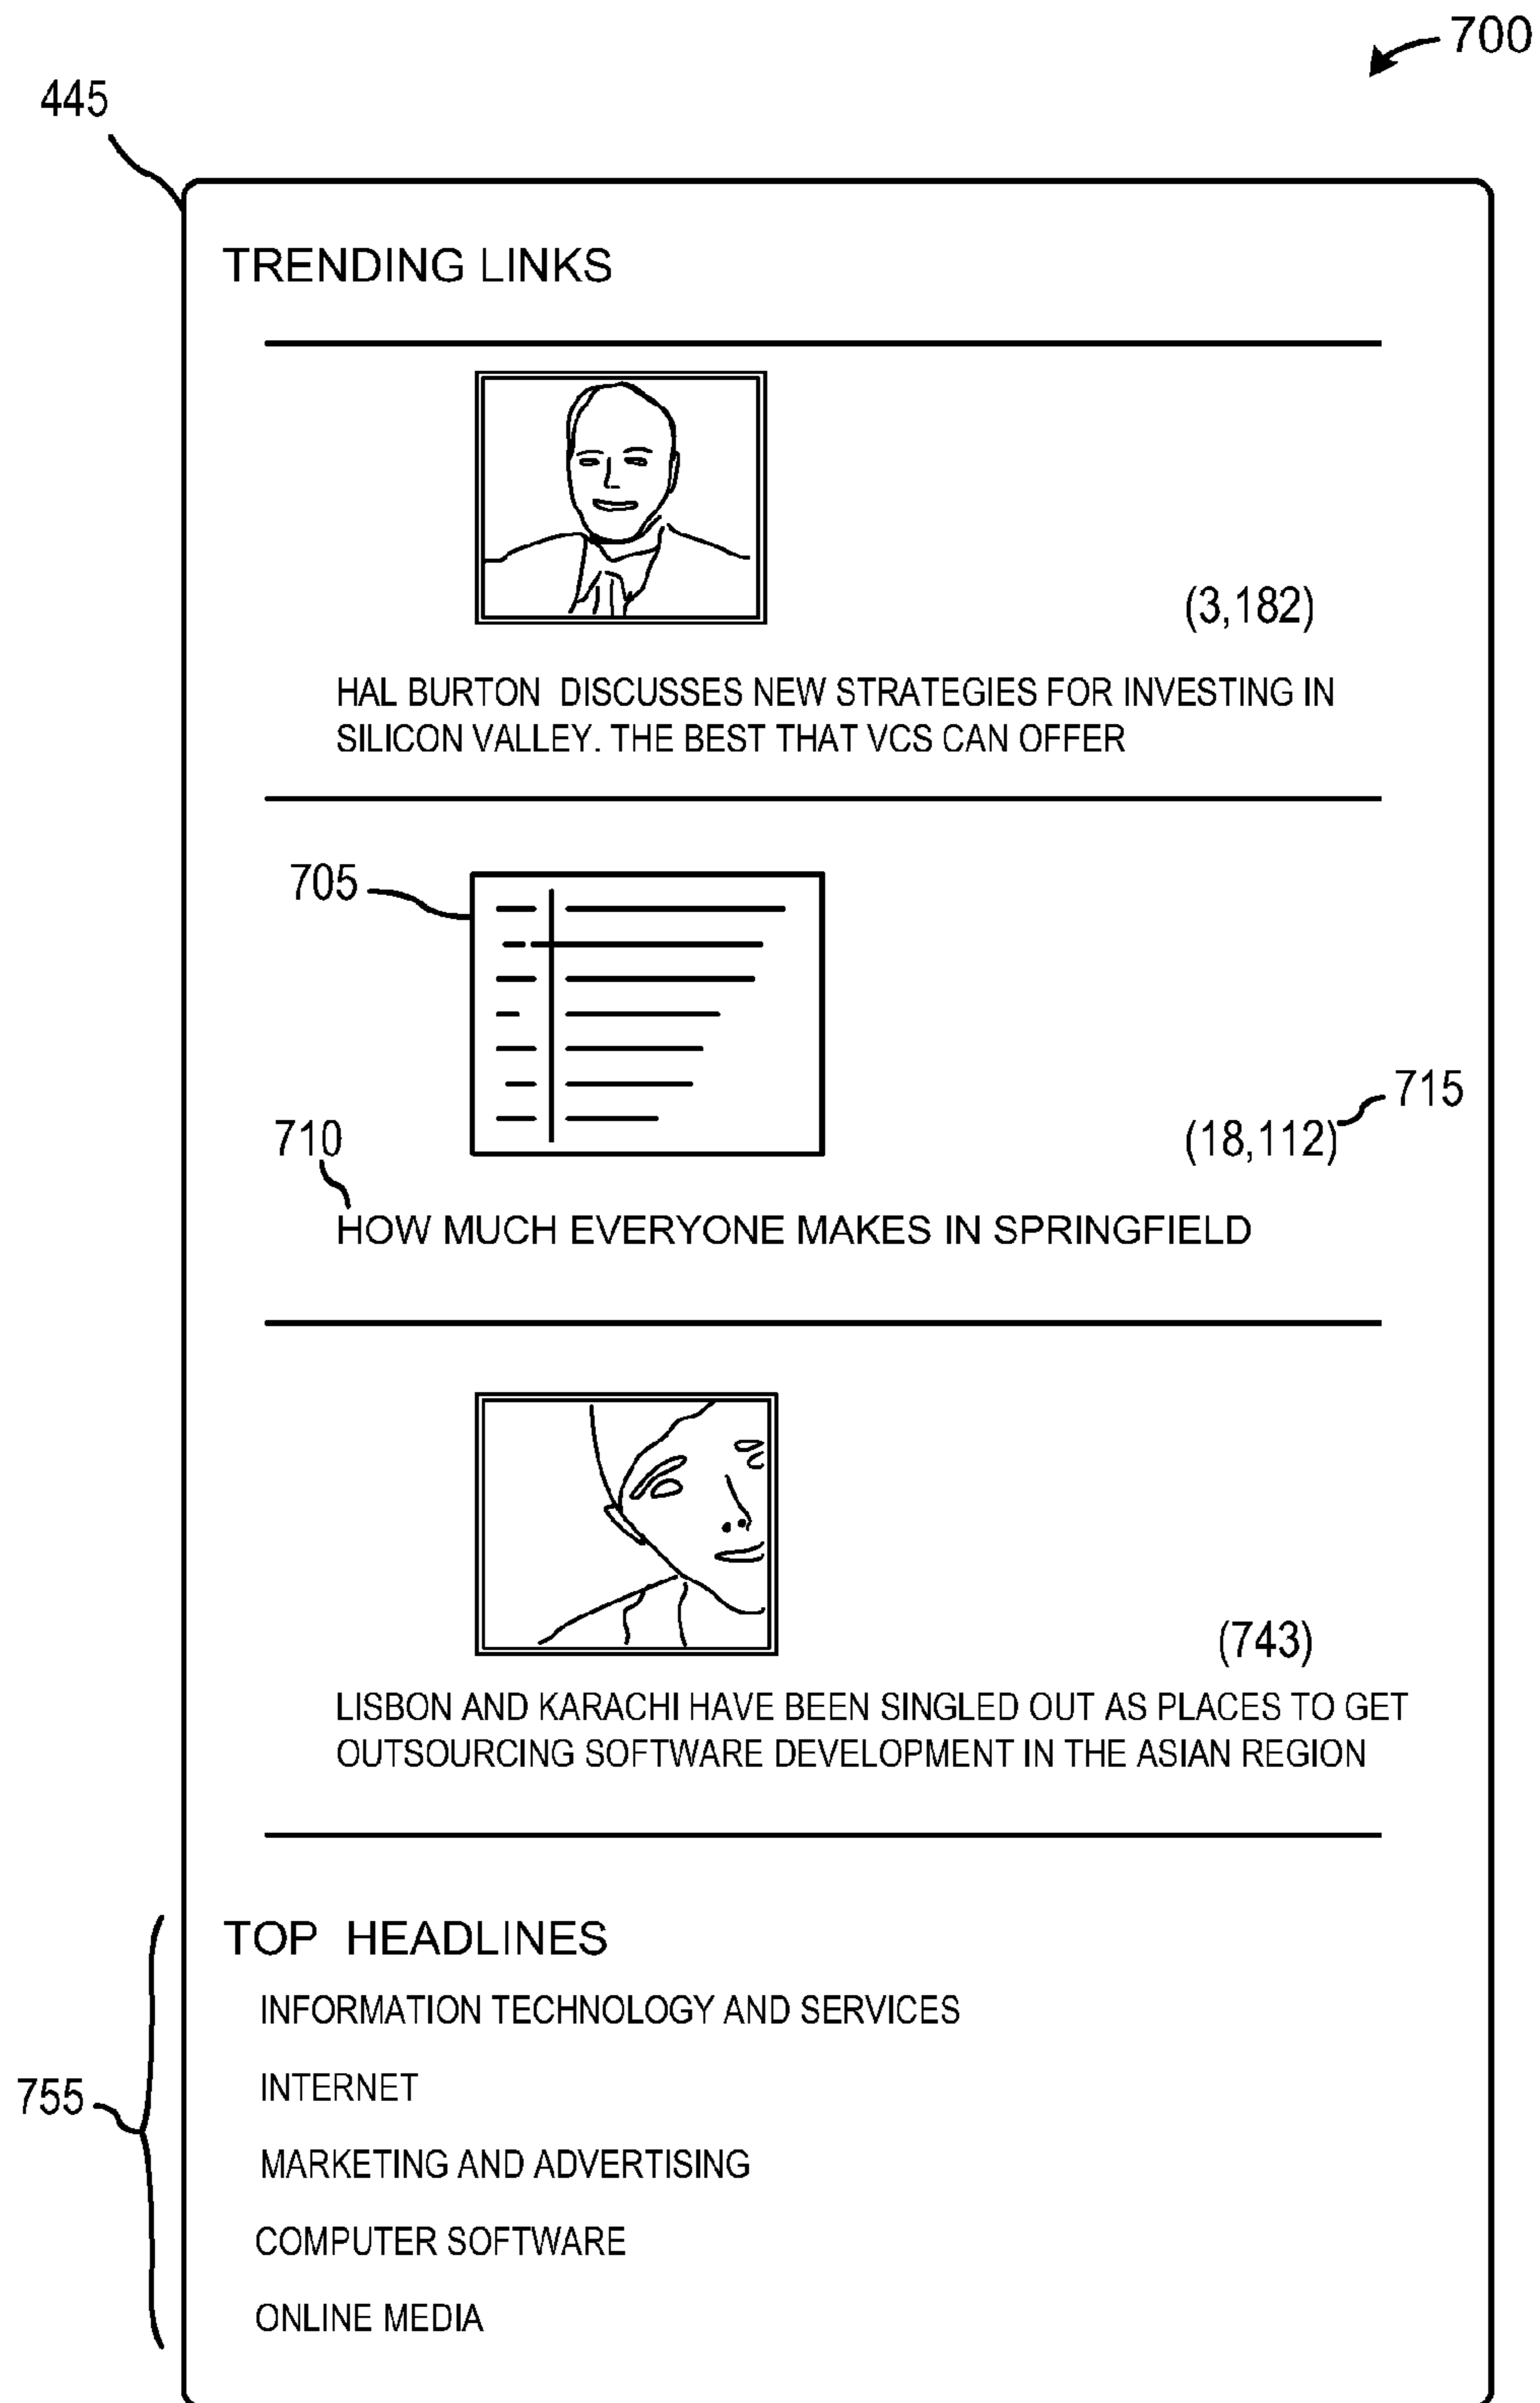 700
445
TRENDING LINKS
(3,182)
HAL BURTON DISCUSSES NEW STRATEGIES FOR INVESTING IN
SILICON VALLEY. THE BEST THAT VCS CAN OFFER
705
715
710
(18,112)
HOW MUCH EVERYONE MAKES IN SPRINGFIELD
(743)
LISBON AND KARACHI HAVE BEEN SINGLED OUT AS PLACES TO GET
OUTSOURCING SOFTWARE DEVELOPMENT IN THE ASIAN REGION
TOP HEADLINES
INFORMATION TECHNOLOGY AND SERVICES
INTERNET
755
MARKETING AND ADVERTISING
COMPUTER SOFTWARE
ONLINE MEDIA